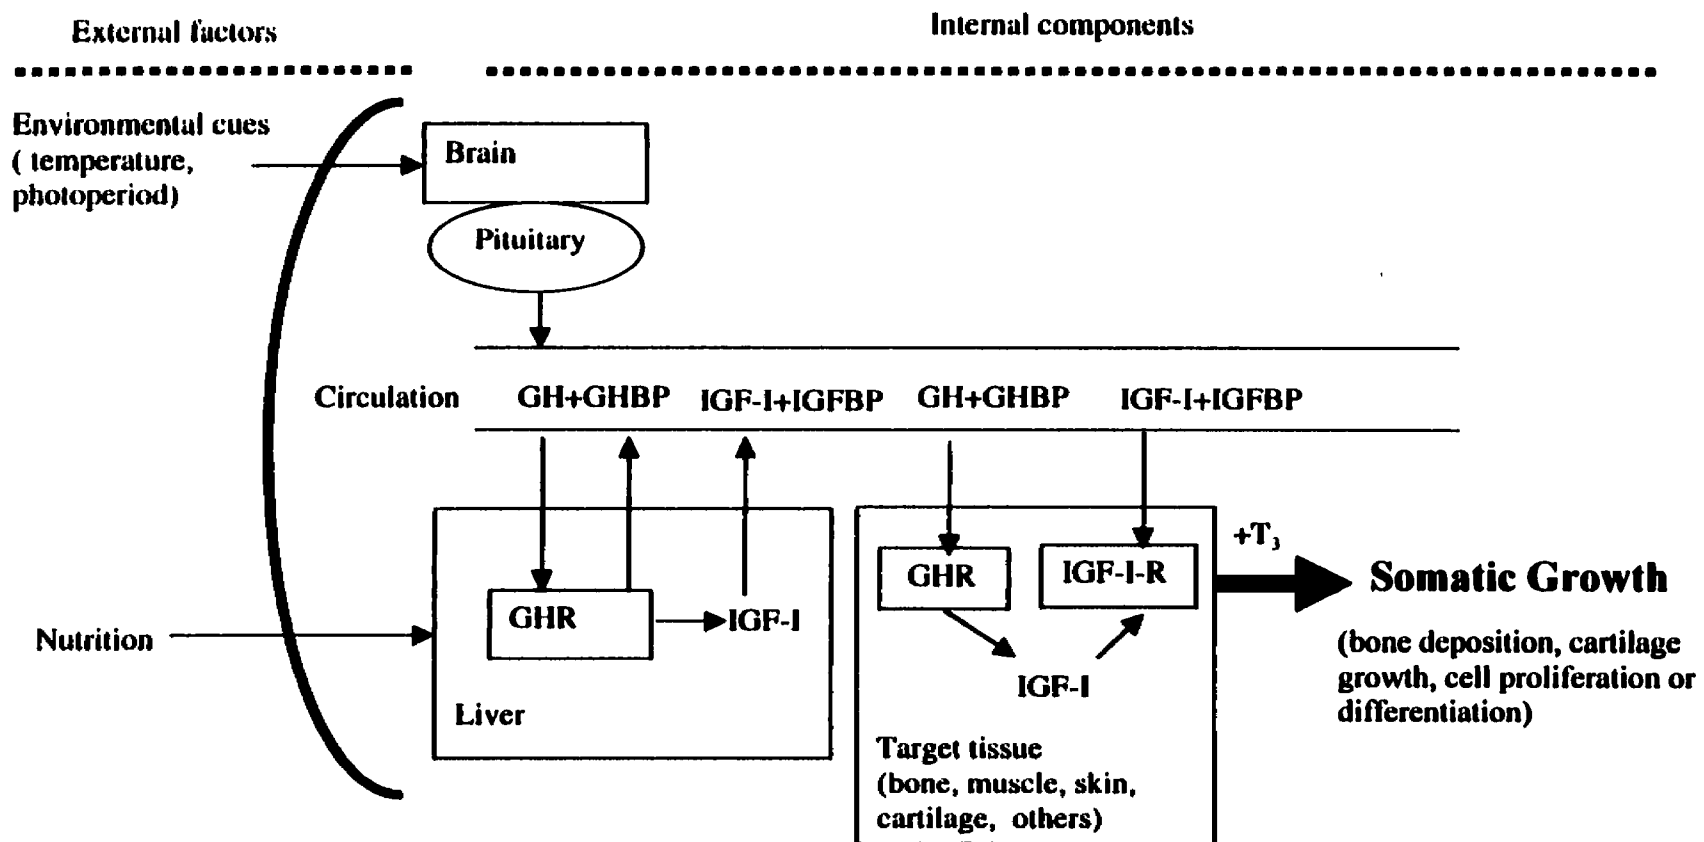 External factors
Internal components
Environmental cues
( temperature,
photoperiod)
Brain
Pituitary
Circulation GH+GHBP IGF-I+IGFBP GH+GHBP IGF-I+IGFBP
+T₃
GHR
IGF-I-R
Somatic Growth
GHR
IGF-I
Nutrition
(bone deposition, cartilage
growth, cell proliferation or
differentiation)
IGF-I
Liver
Target tissue
(bone, muscle, skin,
cartilage, others)